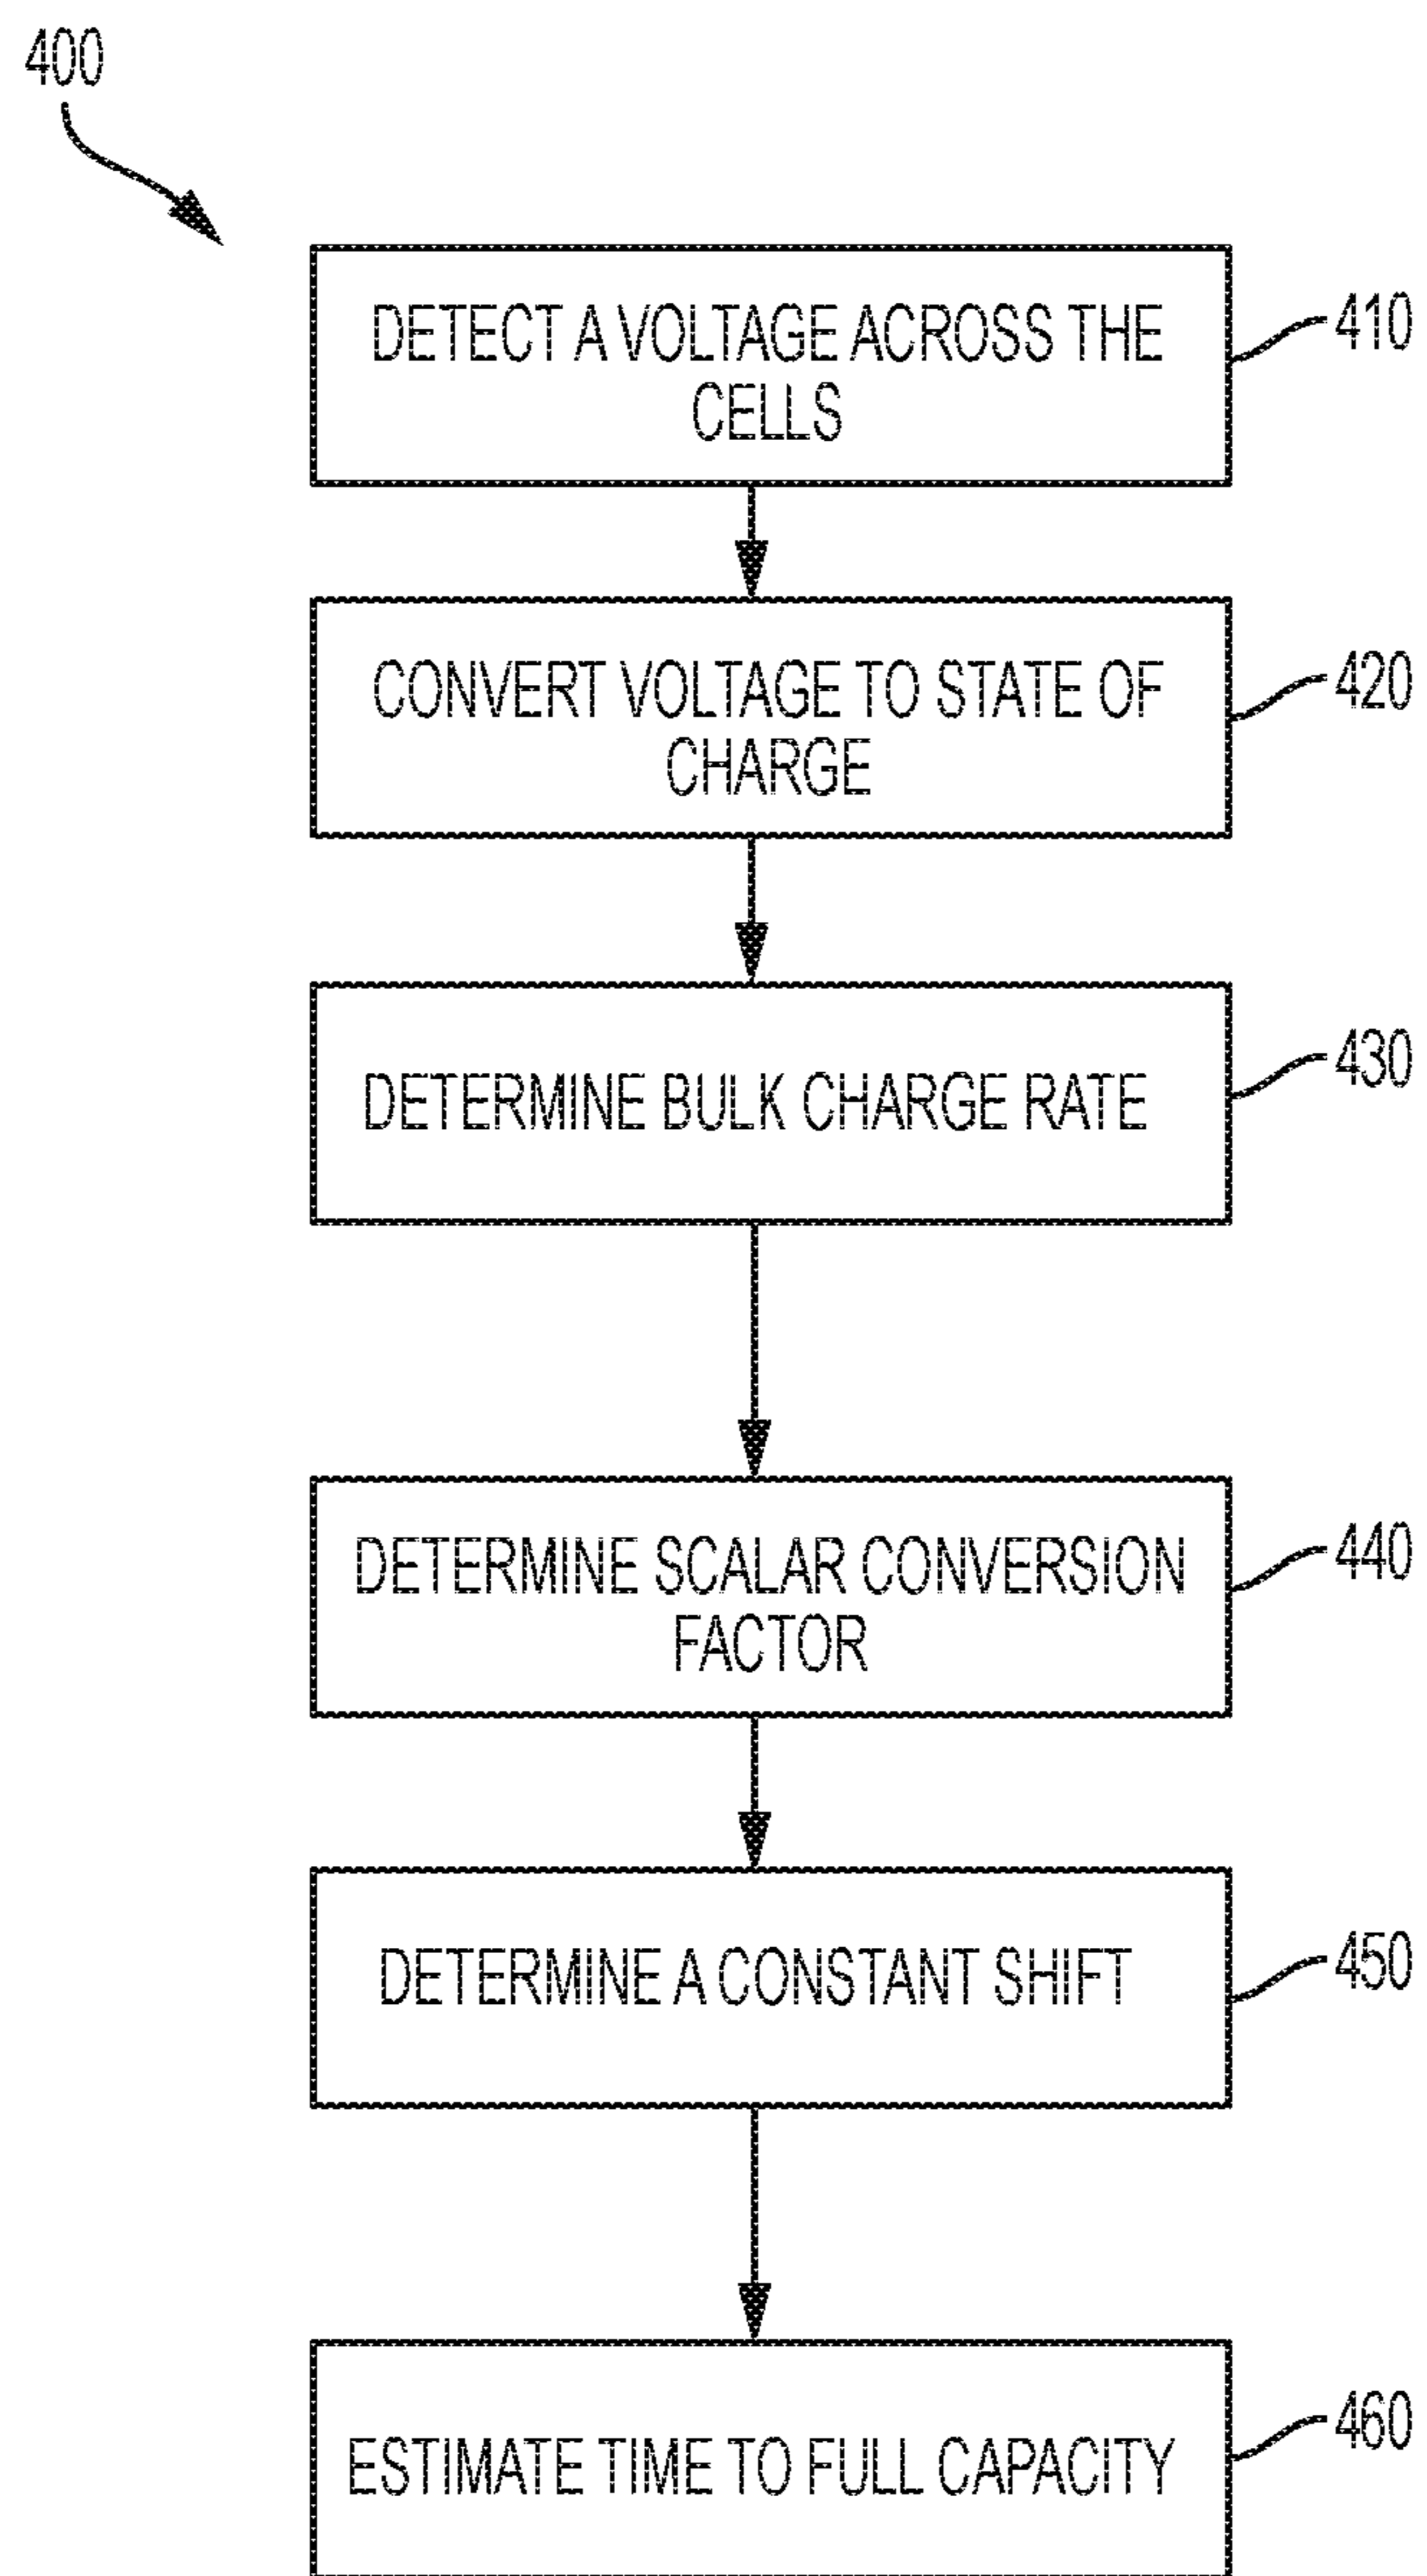 400
DETECT A VOLTAGE ACROSS THE
CELLS
410
CONVERT VOLTAGE TO STATE OF
CHARGE
420
DETERMINE BULK CHARGE RATE
430
DETERMINE SCALAR CONVERSION
FACTOR
440
DETERMINE A CONSTANT SHIFT
450
ESTIMATE TIME TO FULL CAPACITY
460